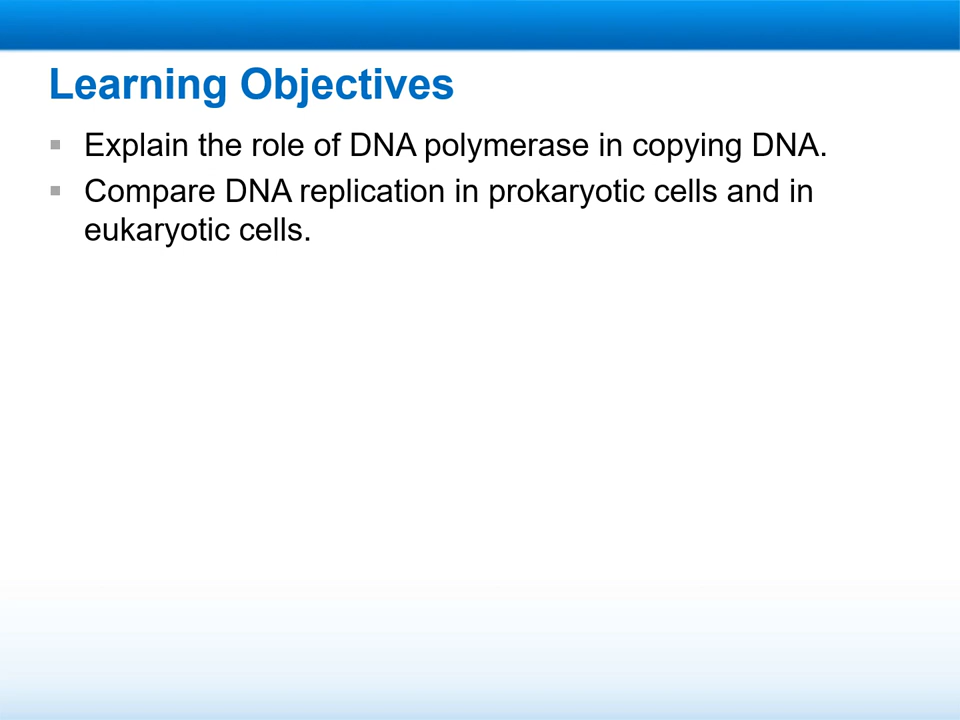 Learning Objectives
Explain the role of DNA polymerase in copying DNA.
Compare DNA replication in prokaryotic cells and in
eukaryotic cells.